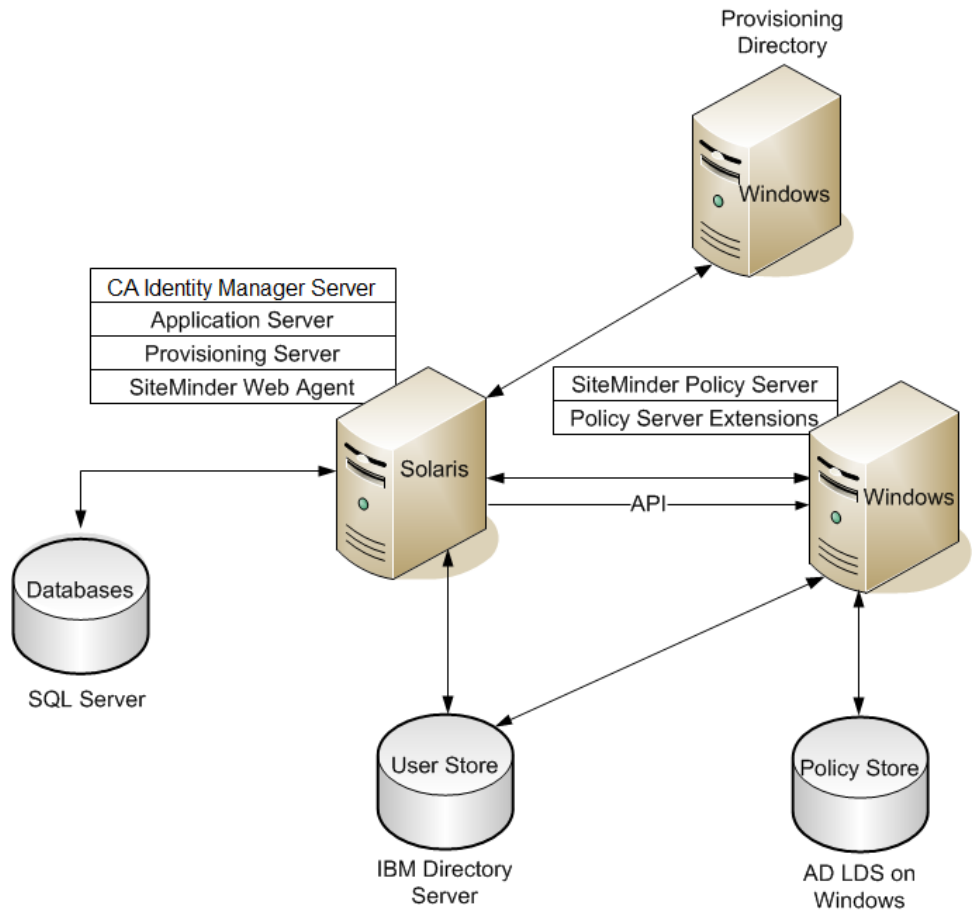 Provisioning
Directory
Windows
CA Identity Manager Server
Application Server
Provisioning Server
SiteMinder Web Agent
SiteMinder Policy Server
Policy Server Extensions
Solaris
Windows
API
Databases
SQL Server
User Store
IBM Directory
Server
Policy Store
AD LDS on
Windows